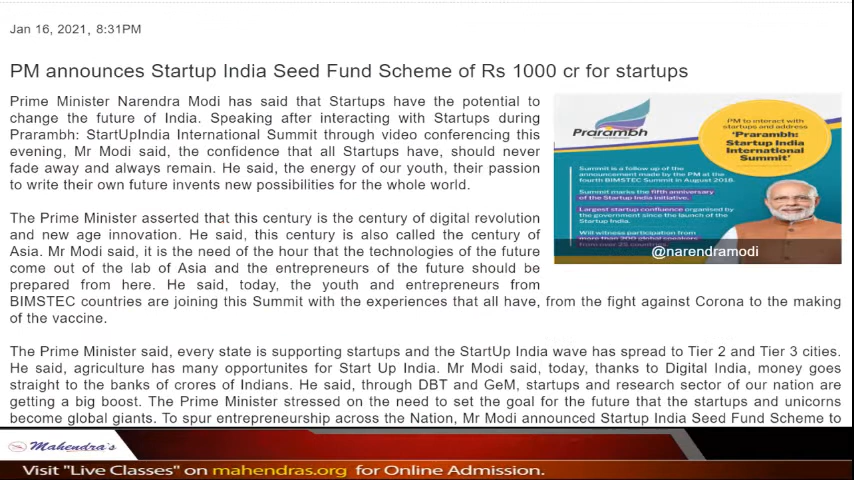 Jan 16, 2021, 8:31PM
PM announces Startup India Seed Fund Scheme of Rs 1000 cr for startups
Prime Minister Narendra Modi has said that Startups have the potential to
change the future of India. Speaking after interacting with Startups during
Prarambh: StartUpIndia International Summit through video conferencing this
evening, Mr Modi said, the confidence that all Startups have, should never
fade away and always remain. He said, the energy of our youth, their passion
to write their own future invents new possibilities for the whole world.
The Prime Minister asserted that this century is the century of digital revolution
and new age innovation. He said, this century is also called the century of
Asia. Mr Modi said, it is the need of the hour that the technologies of the future
come out of the lab of Asia and the entrepreneurs of the future should be
prepared from here. He said, today, the youth and entrepreneurs from
BIMSTEC countries are joining this Summit with the experiences that all have, from the fight against Corona to the making
of the vaccine.
The Prime Minister said, every state is supporting startups and the StartUp India wave has spread to Tier 2 and Tier 3 cities.
He said, agriculture has many opportunites for Start Up India. Mr Modi said, today, thanks to Digital India, money goes
straight to the banks of crores of Indians. He said, through DBT and GeM, startups and research sector of our nation are
getting a big boost. The Prime Minister stressed on the need to set the goal for the future that the startups and unicorns
become global giants. To spur entrepreneurship across the Nation, Mr Modi announced Startup India Seed Fund Scheme to
Prarambh
PM to interact with
startups and address
'Prarambh:
Startup India
International
Summit'
Summit is a follow up of the
announcement made by the PM at the
fourth BIMSTEC Summit in August 2018
Summit marks the fifth anniversary
of the Startup India initiative.
Largest startup confluence organised by
the government since the launch of the
Startup India.
Will witness participation from
more than 200 global speakers
from over 25 countries
@narendramodi
Mahendra's
Visit "Live Classes" on mahendras.org for Online Admission.